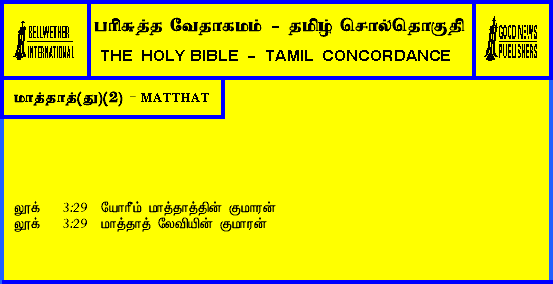 BELLWETHER
INTERNATIONAL
பரிசுத்த வேதாகமம் - தமிழ் சொல்தொகுதி
THE HOLY BIBLE - TAMIL CONCORDANCE
GOOD NEWS
PUBLISHERS
மாத்தாத்(து)(2) - MATTHAT
லூக் 3:29 யோரீம் மாத்தாத்தின் குமாரன்
லூக் 3:29 மாத்தாத் லேவியின் குமாரன்